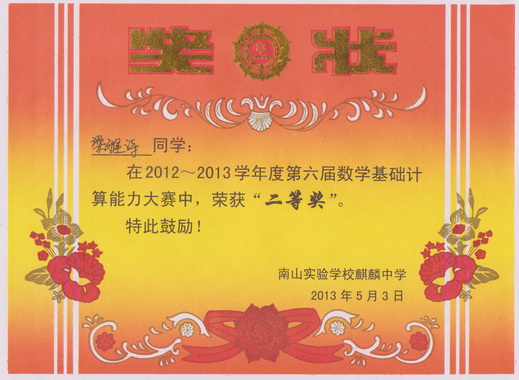 奖状
同学：
在2012～2013学年度第六届数学基础计
算能力大赛中，荣获“二等奖”。
特此鼓励！
南山实验学校麒麟中学
2013年5月3日